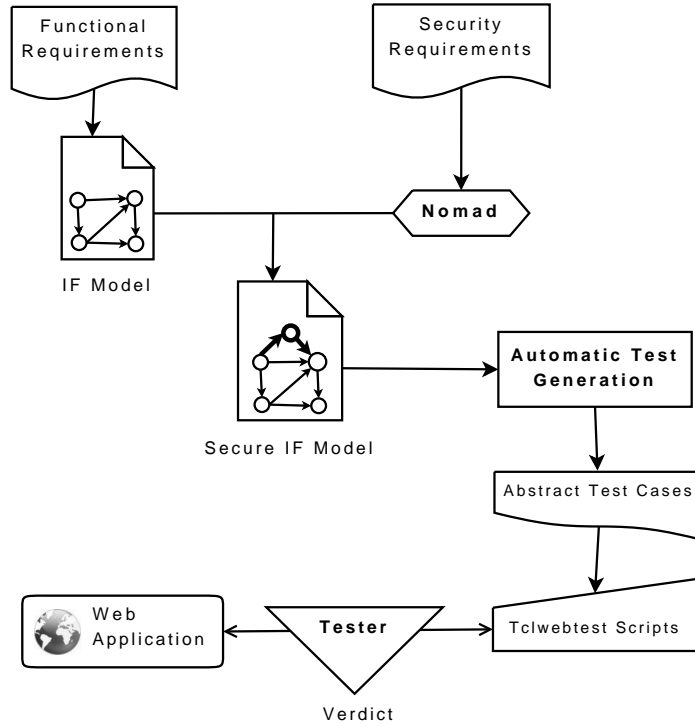 Functional
Requirements
Security
Requirements
Nomad
IF Model
Automatic Test
Generation
Secure IF Model
Abstract Test Cases
Web
Application
Tester
Tclwebtest Scripts
Verdict